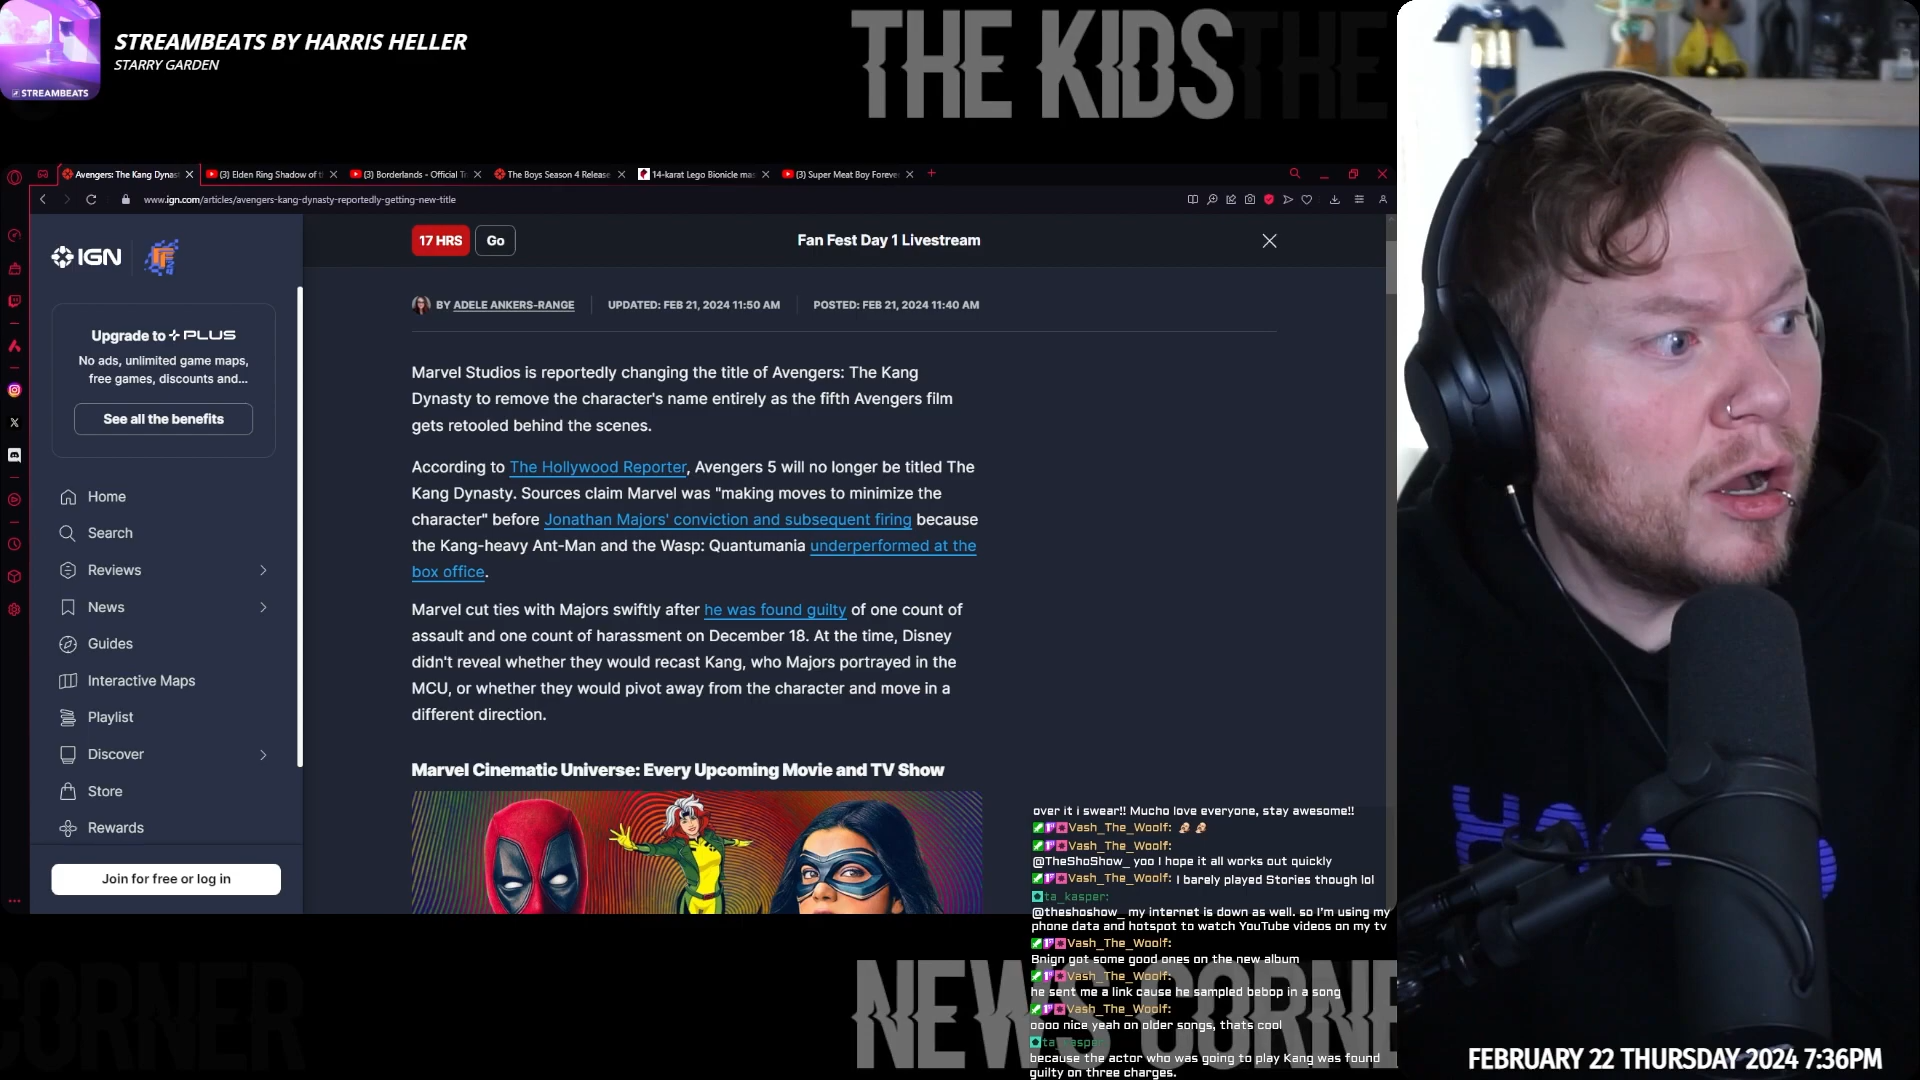 STREAMBEATS BY HARRIS HELLER
STARRY GARDEN
STREAMBEATS
THE KIDS THE
Avengers: The Kang Dynas
(3) Elden Ring Shadow of t
(3) Borderlands - Official T
The Boys Season 4 Release
14-karat Lego Bionicle ma
(3) Super Meat Boy Foreve
www.ign.com/articles/avengers-kang-dynasty-reportedly-getting-new-title
IGN
17 HRS
Go
Fan Fest Day 1 Livestream
BY ADELE ANKERS-RANGE
UPDATED: FEB 21, 2024 11:50 AM
POSTED: FEB 21, 2024 11:40 AM
Upgrade to PLUS
No ads, unlimited game maps,
free games, discounts and...
See all the benefits
Home
Search
Reviews
News
Guides
Interactive Maps
Playlist
Discover
Store
Rewards
Join for free or log in
Marvel Studios is reportedly changing the title of Avengers: The Kang
Dynasty to remove the character's name entirely as the fifth Avengers film
gets retooled behind the scenes.
According to The Hollywood Reporter, Avengers 5 will no longer be titled The
Kang Dynasty. Sources claim Marvel was "making moves to minimize the
character" before Jonathan Majors' conviction and subsequent firing because
the Kang-heavy Ant-Man and the Wasp: Quantumania underperformed at the
box office.
Marvel cut ties with Majors swiftly after he was found guilty of one count of
assault and one count of harassment on December 18. At the time, Disney
didn't reveal whether they would recast Kang, who Majors portrayed in the
MCU, or whether they would pivot away from the character and move in a
different direction.
Marvel Cinematic Universe: Every Upcoming Movie and TV Show
over it i swear!! Mucho love everyone, stay awesome!!
Vash_The_Woolf:
Vash_The_Woolf:
@TheShoShow_ yoo I hope it all works out quickly
Vash_The_Woolf: I barely played Stories though lol
ta_kasper:
@theshoshow_ my internet is down as well. so I'm using my
phone data and hotspot to watch YouTube videos on my tv
Vash_The_Woolf:
Bnign got some good ones on the new album
Vash_The_Woolf:
he sent me a link cause he sampled bebop in a song
Vash_The_Woolf:
oooo nice yeah on older songs, thats cool
ta_kasper:
because the actor who was going to play Kang was found
guilty on three charges.
CORNER
NEWS CORNE
FEBRUARY 22 THURSDAY 2024 7:36PM